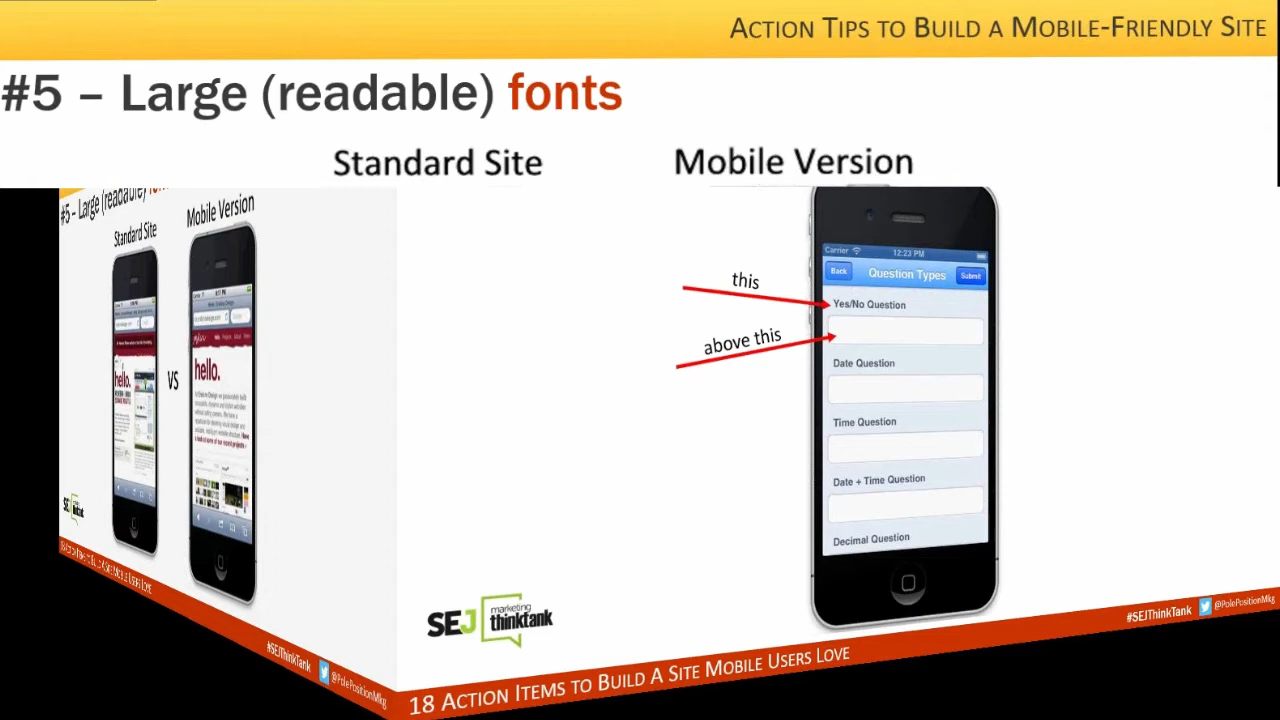 ACTION TIPS TO BUILD A MOBILE-FRIENDLY SITE
#5 – Large (readable) fonts
Standard Site
Mobile Version
#5 – Large (readable)
Standard Site
Mobile Version
hello.
VS
hello.
Carrier
12:23 PM
Back
Question Types
Submit
this
Yes/No Question
above this
Date Question
Time Question
Date + Time Question
Decimal Question
SEJ
marketing
thinktank
#SEJThinkTank
@PolePositionMkg
18 ACTION ITEMS TO BUILD A SITE MOBILE USERS LOVE
#SEJThinkTank
@PolePositionMkg